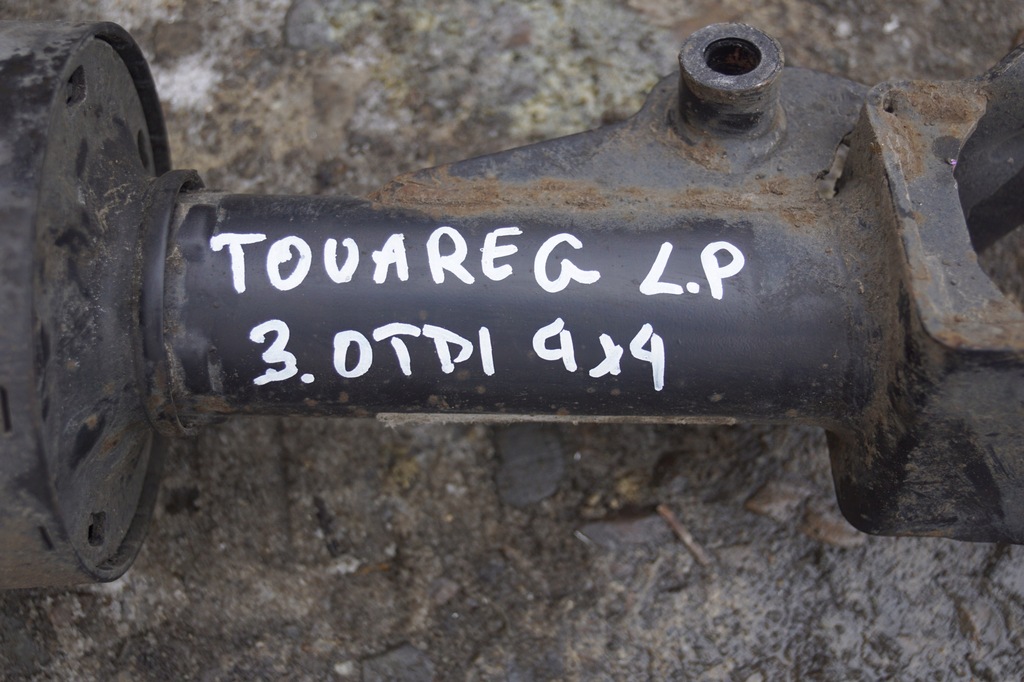 TOUAREG L.P
3.0TDI 4x4